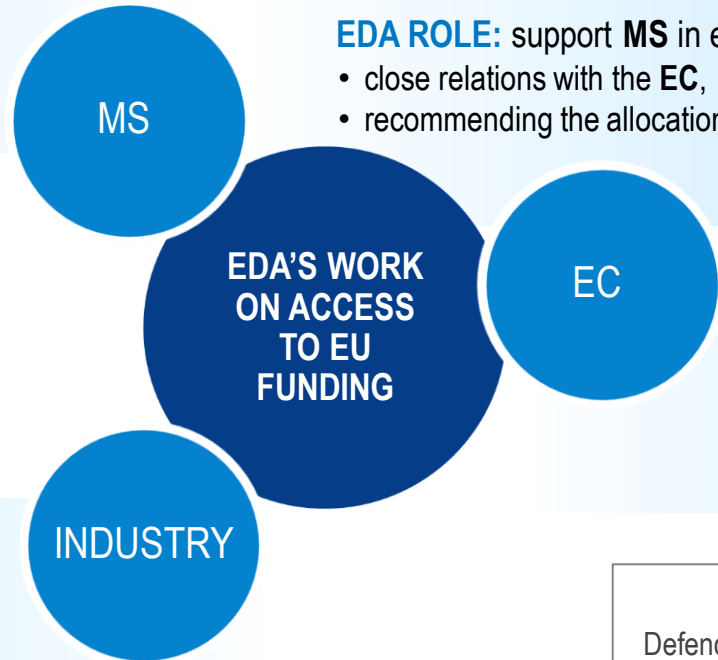 EDA ROLE: support MS in e
• close relations with the EC,
• recommending the allocation
MS
EDA'S WORK
ON ACCESS
TO EU
FUNDING
EC
INDUSTRY
Defenc